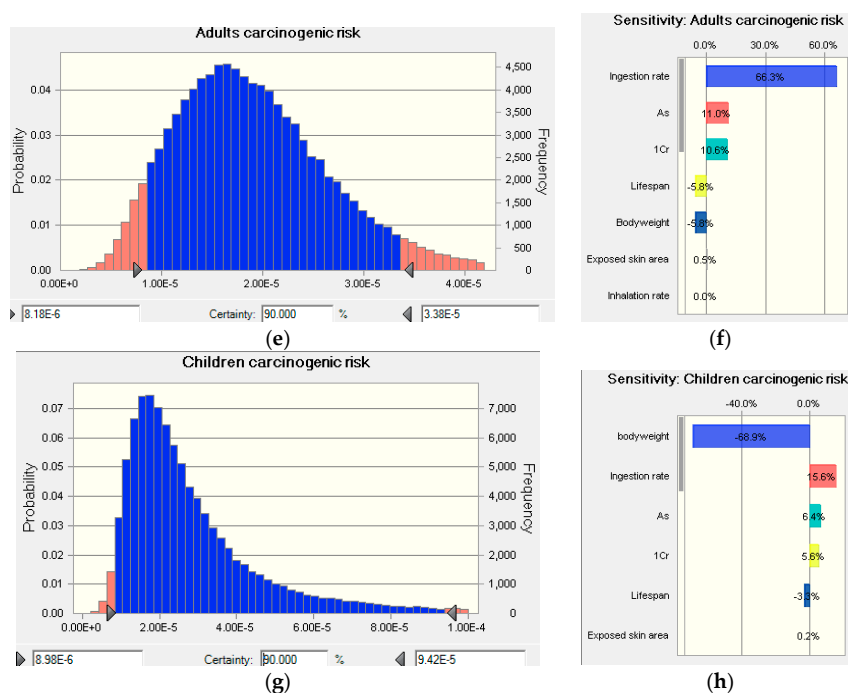 Adults carcinogenic risk
Probability
0.04
0.03
0.02
0.01
0.00
4,500
4,000
3,500
3,000
2,500
2,000
1,500
1,000
500
0
Frequency
0.00E+0 1.00E-5 2.00E-5 3.00E-5 4.00E-5
8.18E-6 Certainty: 90.000 % 3.38E-5
(e)
Sensitivity: Adults carcinogenic risk
0.0% 30.0% 60.0%
Ingestion rate 66.3%
As 11.0%
1Cr 10.6%
Lifespan -5.8%
Bodyweight -5.8%
Exposed skin area 0.5%
Inhalation rate 0.0%
(f)
Children carcinogenic risk
Probability
0.07
0.06
0.05
0.04
0.03
0.02
0.01
0.00
7,000
6,000
5,000
4,000
3,000
2,000
1,000
0
Frequency
0.00E+0 2.00E-5 4.00E-5 6.00E-5 8.00E-5 1.00E-4
8.98E-6 Certainty: 90.000 % 9.42E-5
(g)
Sensitivity: Children carcinogenic risk
-40.0% 0.0%
bodyweight -68.9%
Ingestion rate 15.6%
As 6.4%
1Cr 5.6%
Lifespan -3.3%
Exposed skin area 0.2%
(h)